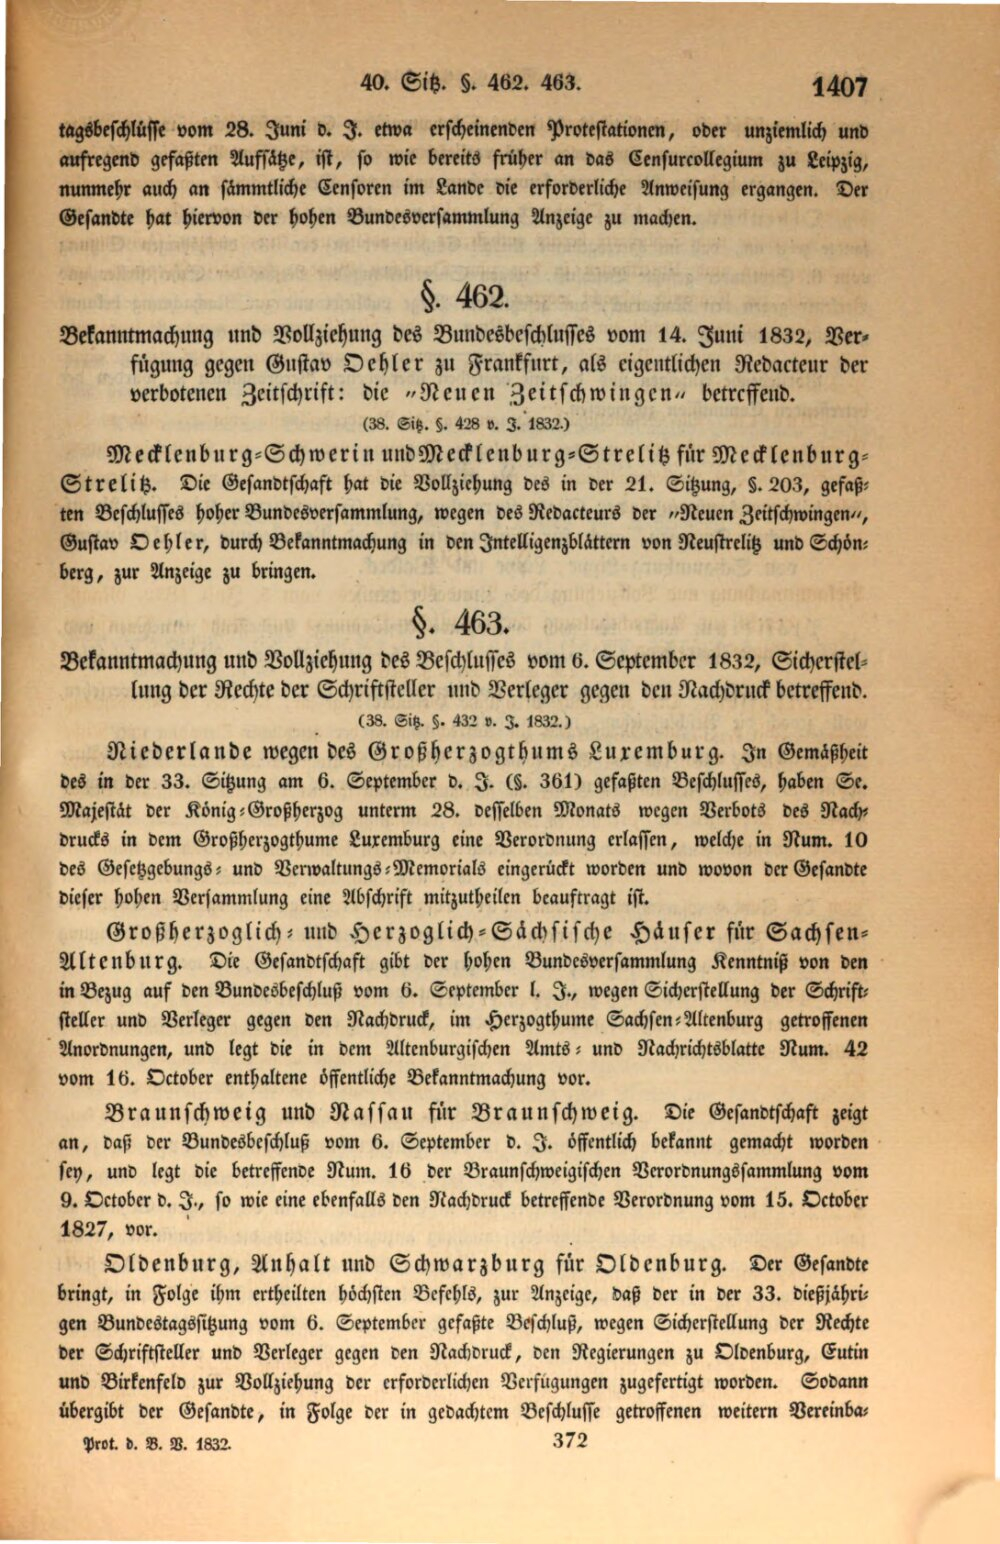 40. Sitz. §. 462. 463.
1407
tagsbeschlüsse vom 28. Juni d. J. etwa erscheinenden Protestationen, oder unziemlich und
aufregend gefaßten Aufsätze, ist, so wie bereits früher an das Censurcollegium zu Leipzig,
nunmehr auch an sämmtliche Censoren im Lande die erforderliche Anweisung ergangen. Der
Gesandte hat hiervon der hohen Bundesversammlung Anzeige zu machen.
§. 462.
Bekanntmachung und Vollziehung des Bundesbeschlusses vom 14. Juni 1832, Ver-
fügung gegen Gustav Oehler zu Frankfurt, als eigentlichen Redacteur der
verbotenen Zeitschrift: die „Neuen Zeitschwingen“ betreffend.
(38. Sitz. §. 428 v. J. 1832.)
Mecklenburg-Schwerin und Mecklenburg-Strelitz für Mecklenburg-
Strelitz. Die Gesandtschaft hat die Vollziehung des in der 21. Sitzung, §. 203, gefaß-
ten Beschlusses hoher Bundesversammlung, wegen des Redacteurs der „Neuen Zeitschwingen“,
Gustav Oehler, durch Bekanntmachung in den Intelligenzblättern von Neustrelitz und Schön-
berg, zur Anzeige zu bringen.
§. 463.
Bekanntmachung und Vollziehung des Beschlusses vom 6. September 1832, Sicherstel-
lung der Rechte der Schriftsteller und Verleger gegen den Nachdruck betreffend.
(38. Sitz. §. 432 v. J. 1832.)
Niederlande wegen des Großherzogthums Luxemburg. In Gemäßheit
des in der 33. Sitzung am 6. September d. J. (§. 361) gefaßten Beschlusses, haben Se.
Majestät der König-Großherzog unterm 28. desselben Monats wegen Verbots des Nach-
drucks in dem Großherzogthume Luxemburg eine Verordnung erlassen, welche in Num. 10
des Gesetzgebungs- und Verwaltungs-Memorials eingerückt worden und wovon der Gesandte
dieser hohen Versammlung eine Abschrift mitzutheilen beauftragt ist.
Großherzoglich- und Herzoglich-Sächsische Häuser für Sachsen-
Altenburg. Die Gesandtschaft gibt der hohen Bundesversammlung Kenntniß von den
in Bezug auf den Bundesbeschluß vom 6. September l. J., wegen Sicherstellung der Schrift-
steller und Verleger gegen den Nachdruck, im Herzogthume Sachsen-Altenburg getroffenen
Anordnungen, und legt die in dem Altenburgischen Amts- und Nachrichtsblatte Num. 42
vom 16. October enthaltene öffentliche Bekanntmachung vor.
Braunschweig und Nassau für Braunschweig. Die Gesandtschaft zeigt
an, daß der Bundesbeschluß vom 6. September d. J. öffentlich bekannt gemacht worden
sey, und legt die betreffende Num. 16 der Braunschweigischen Verordnungssammlung vom
9. October d. J., so wie eine ebenfalls den Nachdruck betreffende Verordnung vom 15. October
1827, vor.
Oldenburg, Anhalt und Schwarzburg für Oldenburg. Der Gesandte
bringt, in Folge ihm ertheilten höchsten Befehls, zur Anzeige, daß der in der 33. dießjähri-
gen Bundestagssitzung vom 6. September gefaßte Beschluß, wegen Sicherstellung der Rechte
der Schriftsteller und Verleger gegen den Nachdruck, den Regierungen zu Oldenburg, Eutin
und Birkenfeld zur Vollziehung der erforderlichen Verfügungen zugefertigt worden. Sodann
übergibt der Gesandte, in Folge der in gedachtem Beschlusse getroffenen weitern Vereinba-
Prot. d. B. V. 1832.
372